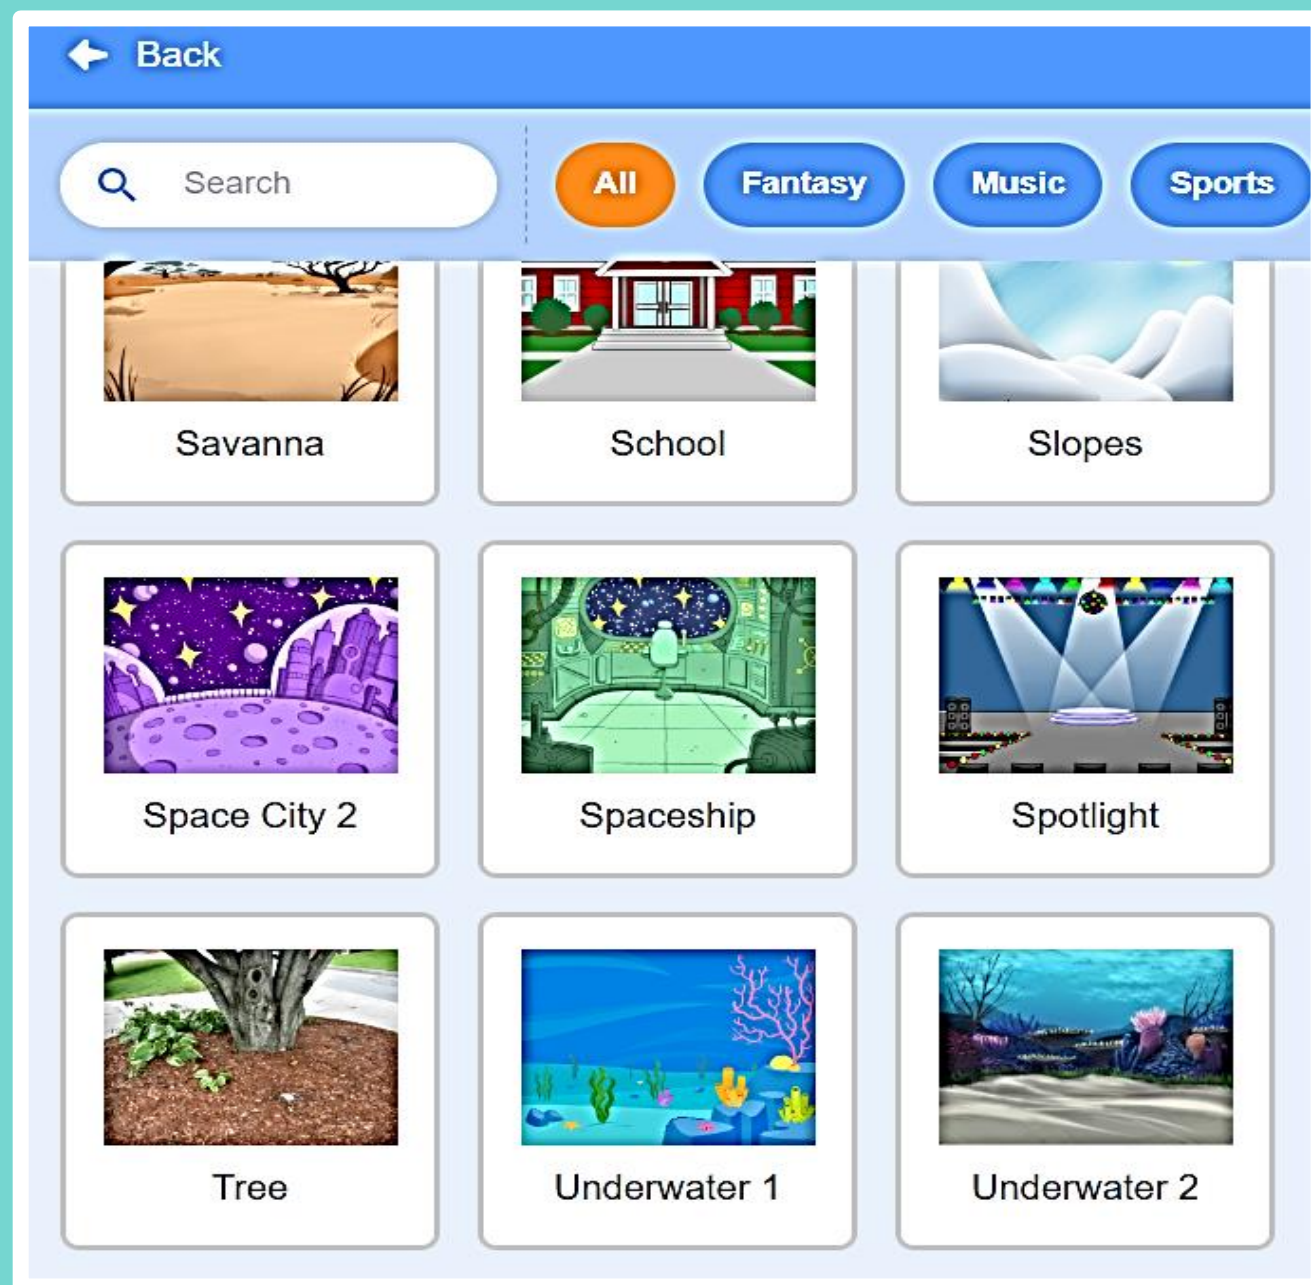 Back
Search
All Fantasy Music Sports
Savanna School Slopes
Space City 2 Spaceship Spotlight
Tree Underwater 1 Underwater 2